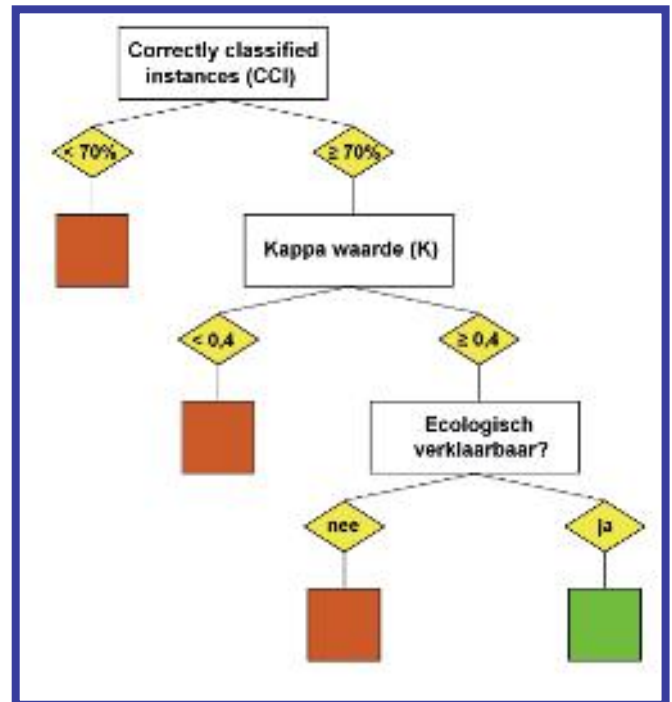 Correctly classified
instances (CCI)
< 70%
≥ 70%
Kappa waarde (K)
< 0,4
≥ 0,4
Ecologisch
verklaarbaar?
nee
ja